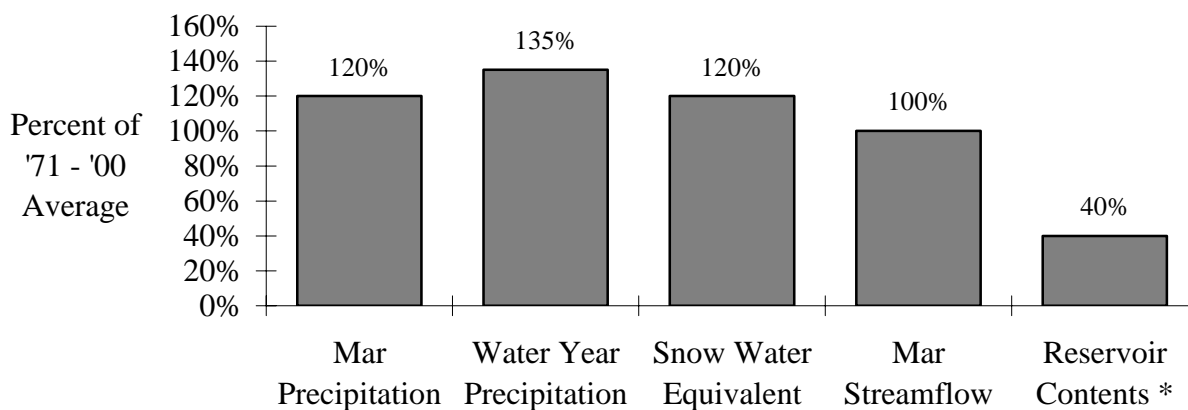 160%
140%
120%
100%
80%
60%
40%
20%
0%
Percent of
'71 - '00
Average
120%
135%
120%
100%
40%
Mar
Precipitation
Water Year
Precipitation
Snow Water
Equivalent
Mar
Streamflow
Reservoir
Contents *